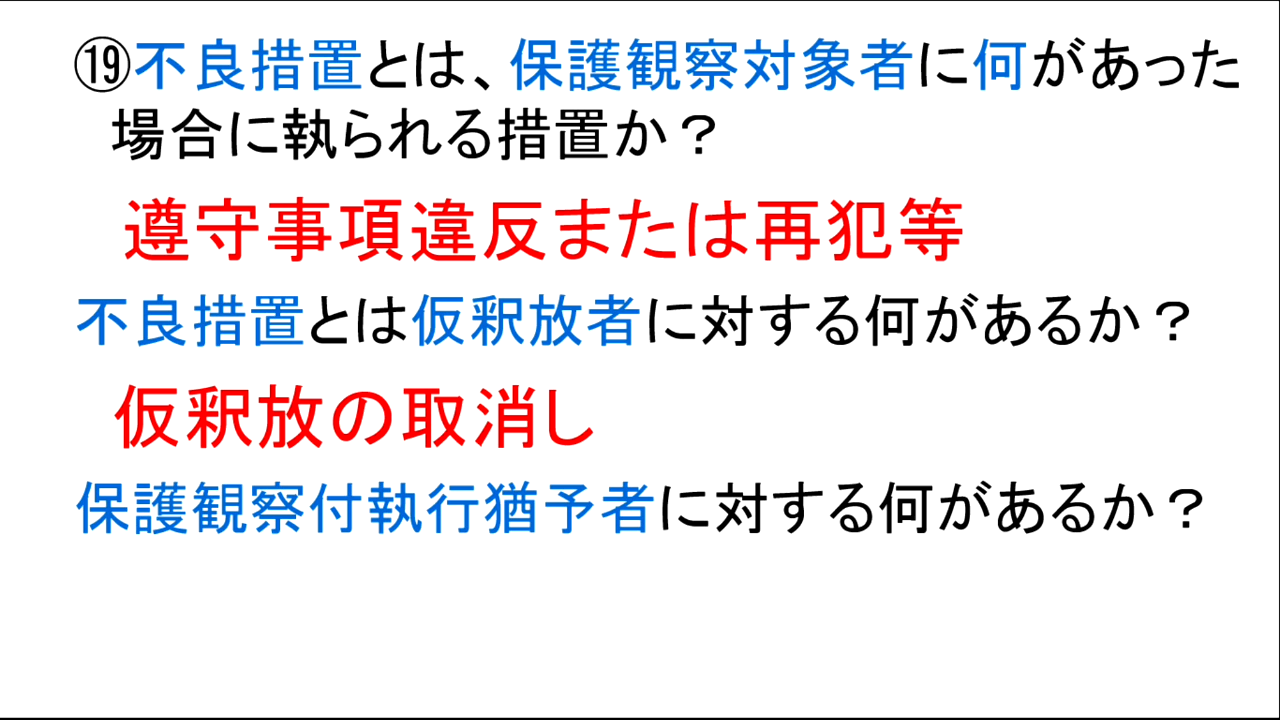 ⑲不良措置とは、保護観察対象者に何があった
場合に執られる措置か？
遵守事項違反または再犯等
不良措置とは仮釈放者に対する何があるか？
仮釈放の取消し
保護観察付執行猶予者に対する何があるか？